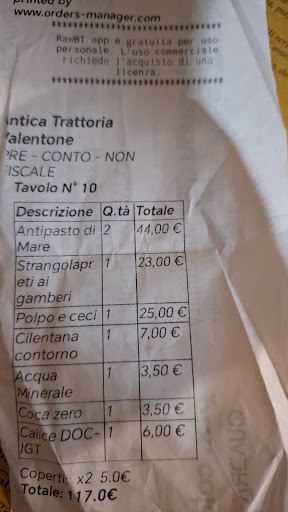 printed by
www.orders-manager.com
********************************
RawBT app è gratuita per uso
personale. L'uso commerciale
richiede l'acquisto di una
licenza.
********************************
Antica Trattoria
Valentone
PRE - CONTO - NON
FISCALE
Tavolo N° 10
Descrizione Q.tà Totale
Antipasto di 2 44,00 €
Mare
Strangolapr 1 23,00 €
eti ai
gamberi
Polpo e ceci 1 25,00 €
Cilentana 1 7,00 €
contorno
Acqua 1 3,50 €
Minerale
Coca zero 1 3,50 €
Calice DOC- 1 6,00 €
IGT
Coperti: x2 5.0€
Totale: 117.0€